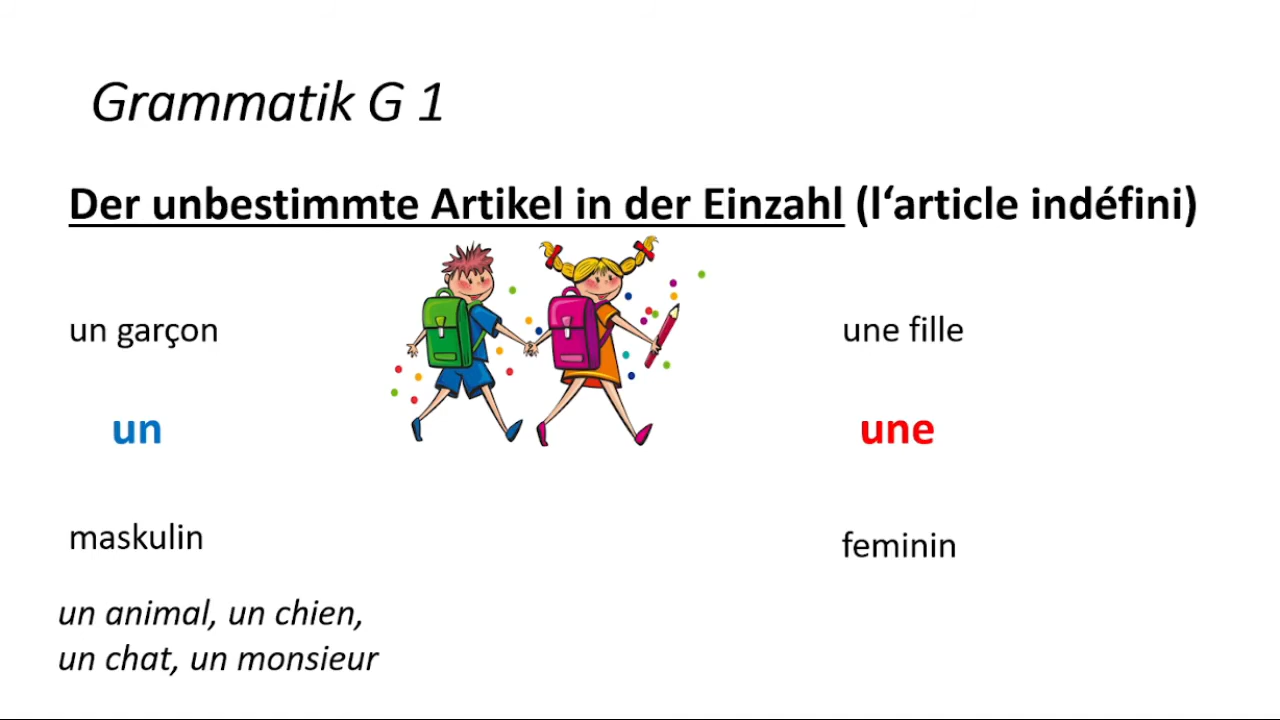 Grammatik G 1
Der unbestimmte Artikel in der Einzahl (l‘article indéfini)
un garçon
une fille
un
une
maskulin
feminin
un animal, un chien,
un chat, un monsieur